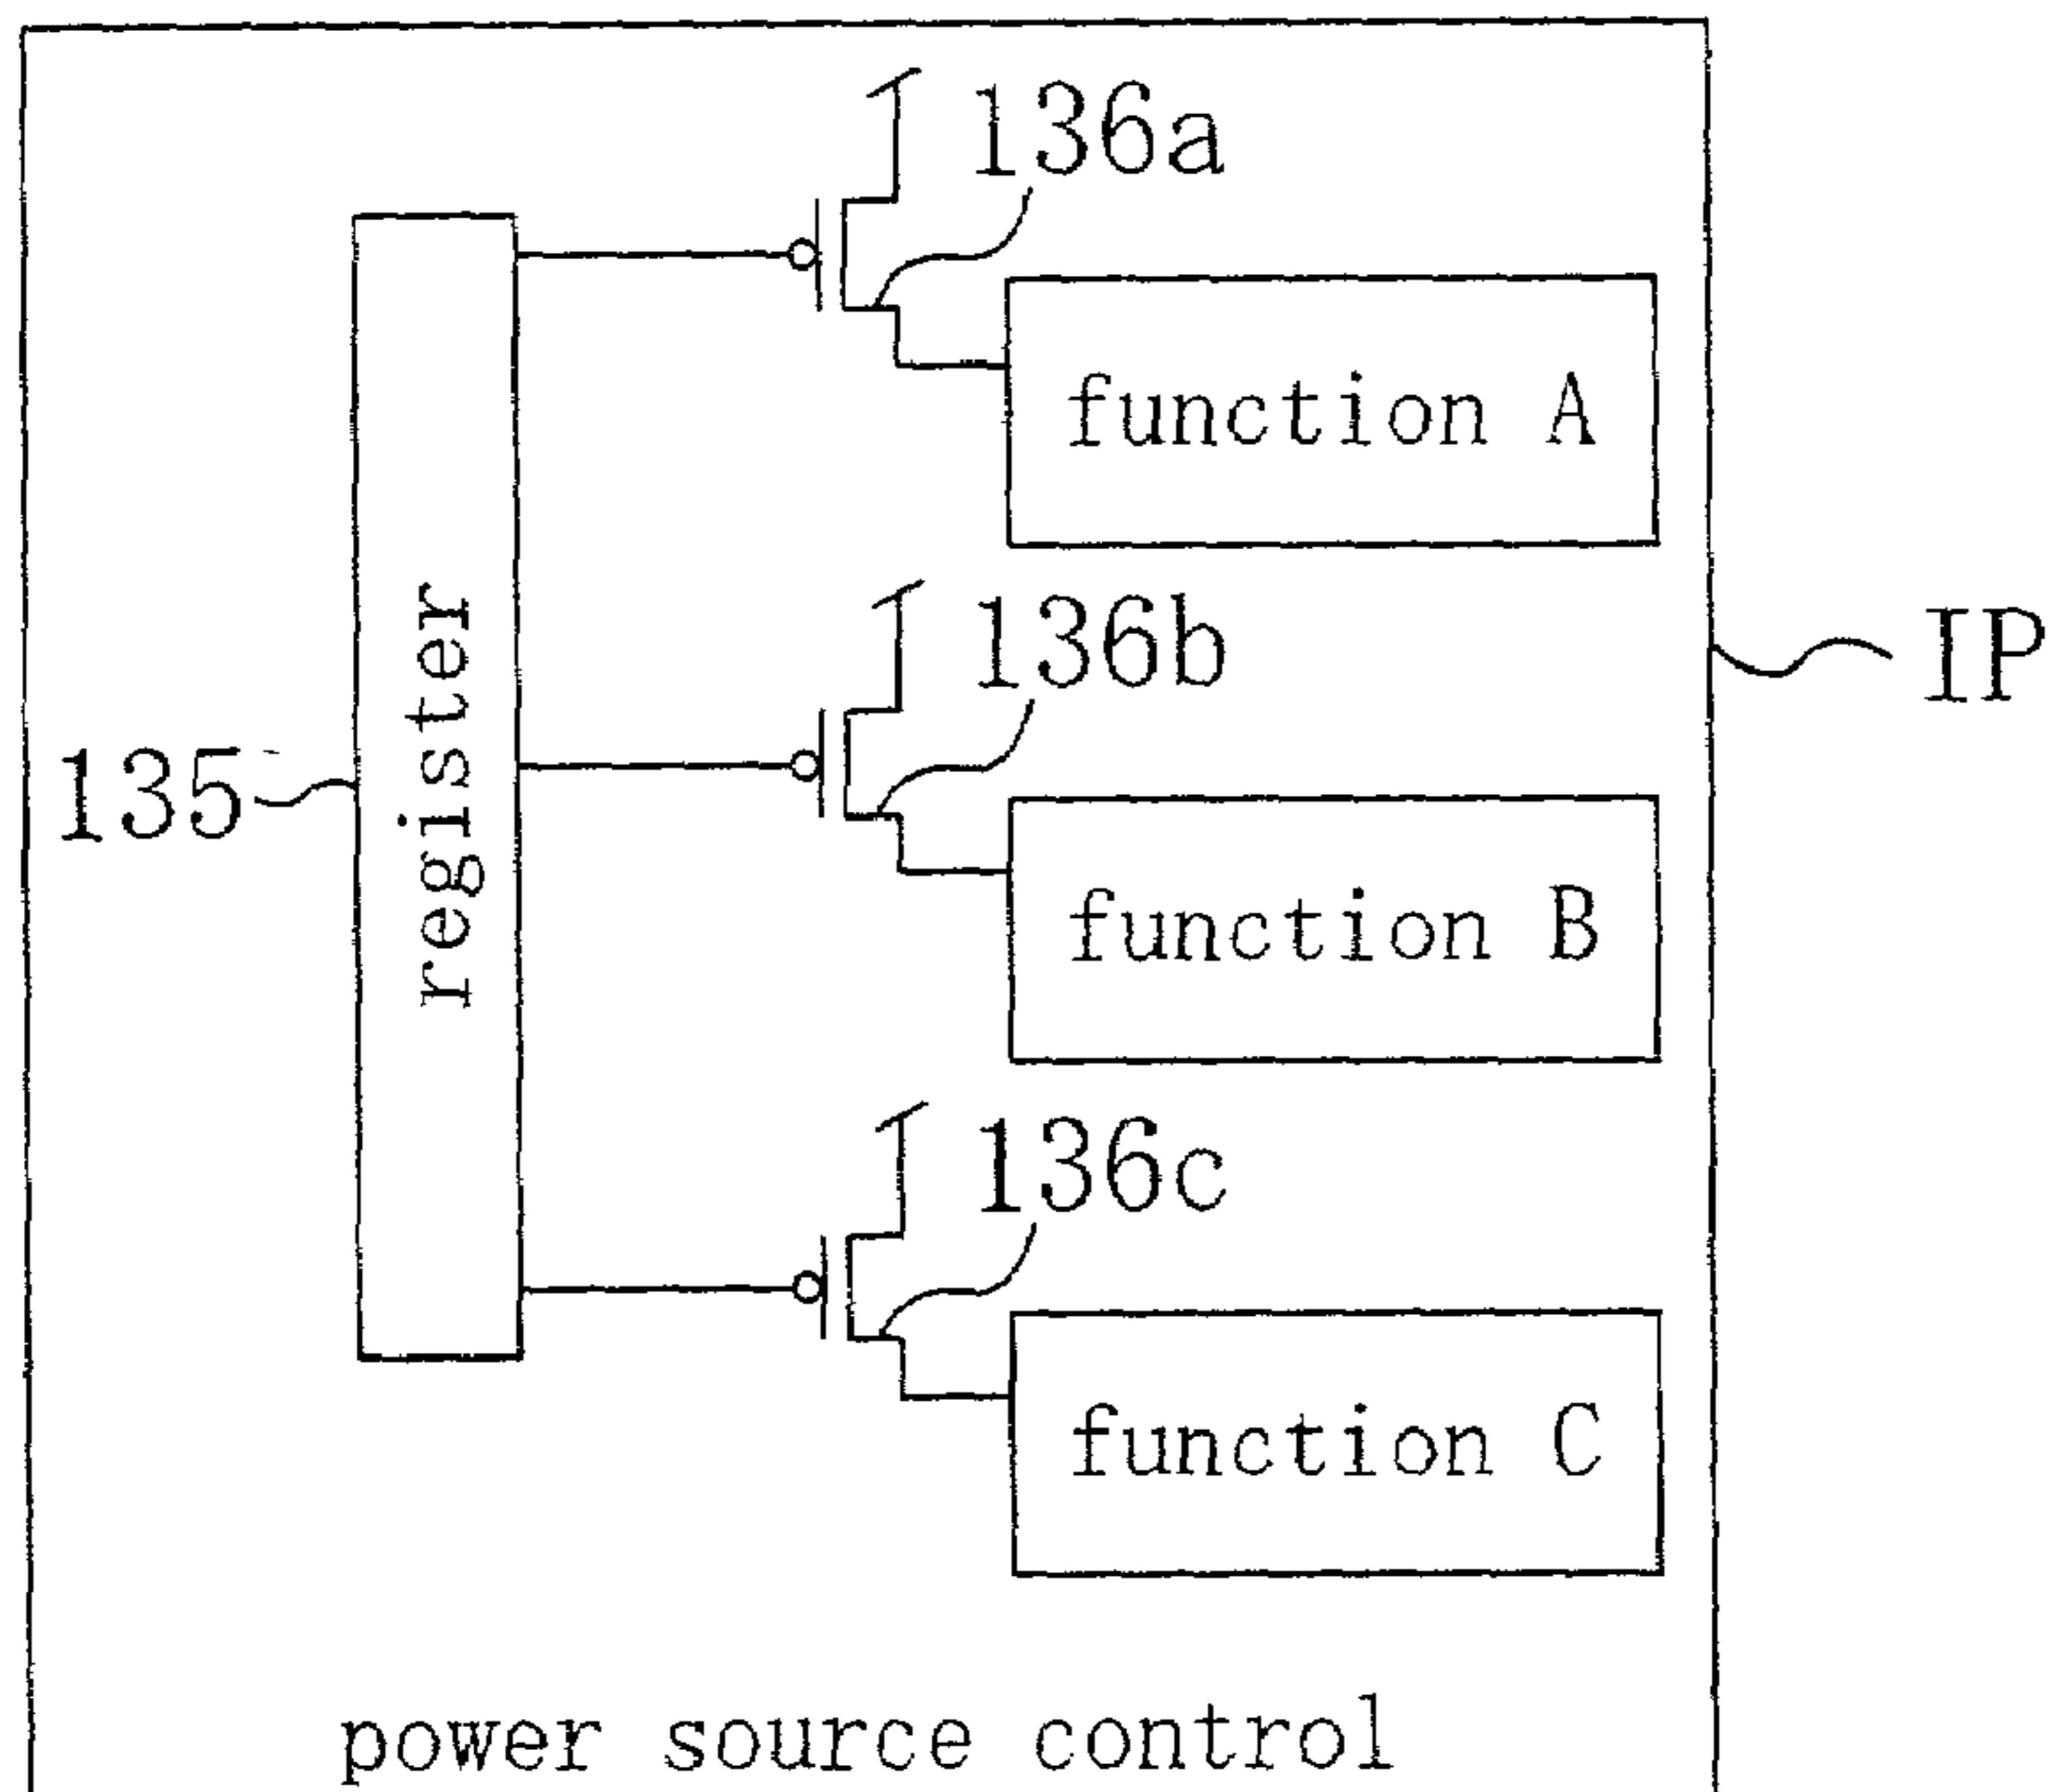 136a
function A
136b
IP
register
135
function B
136c
function C
power source control